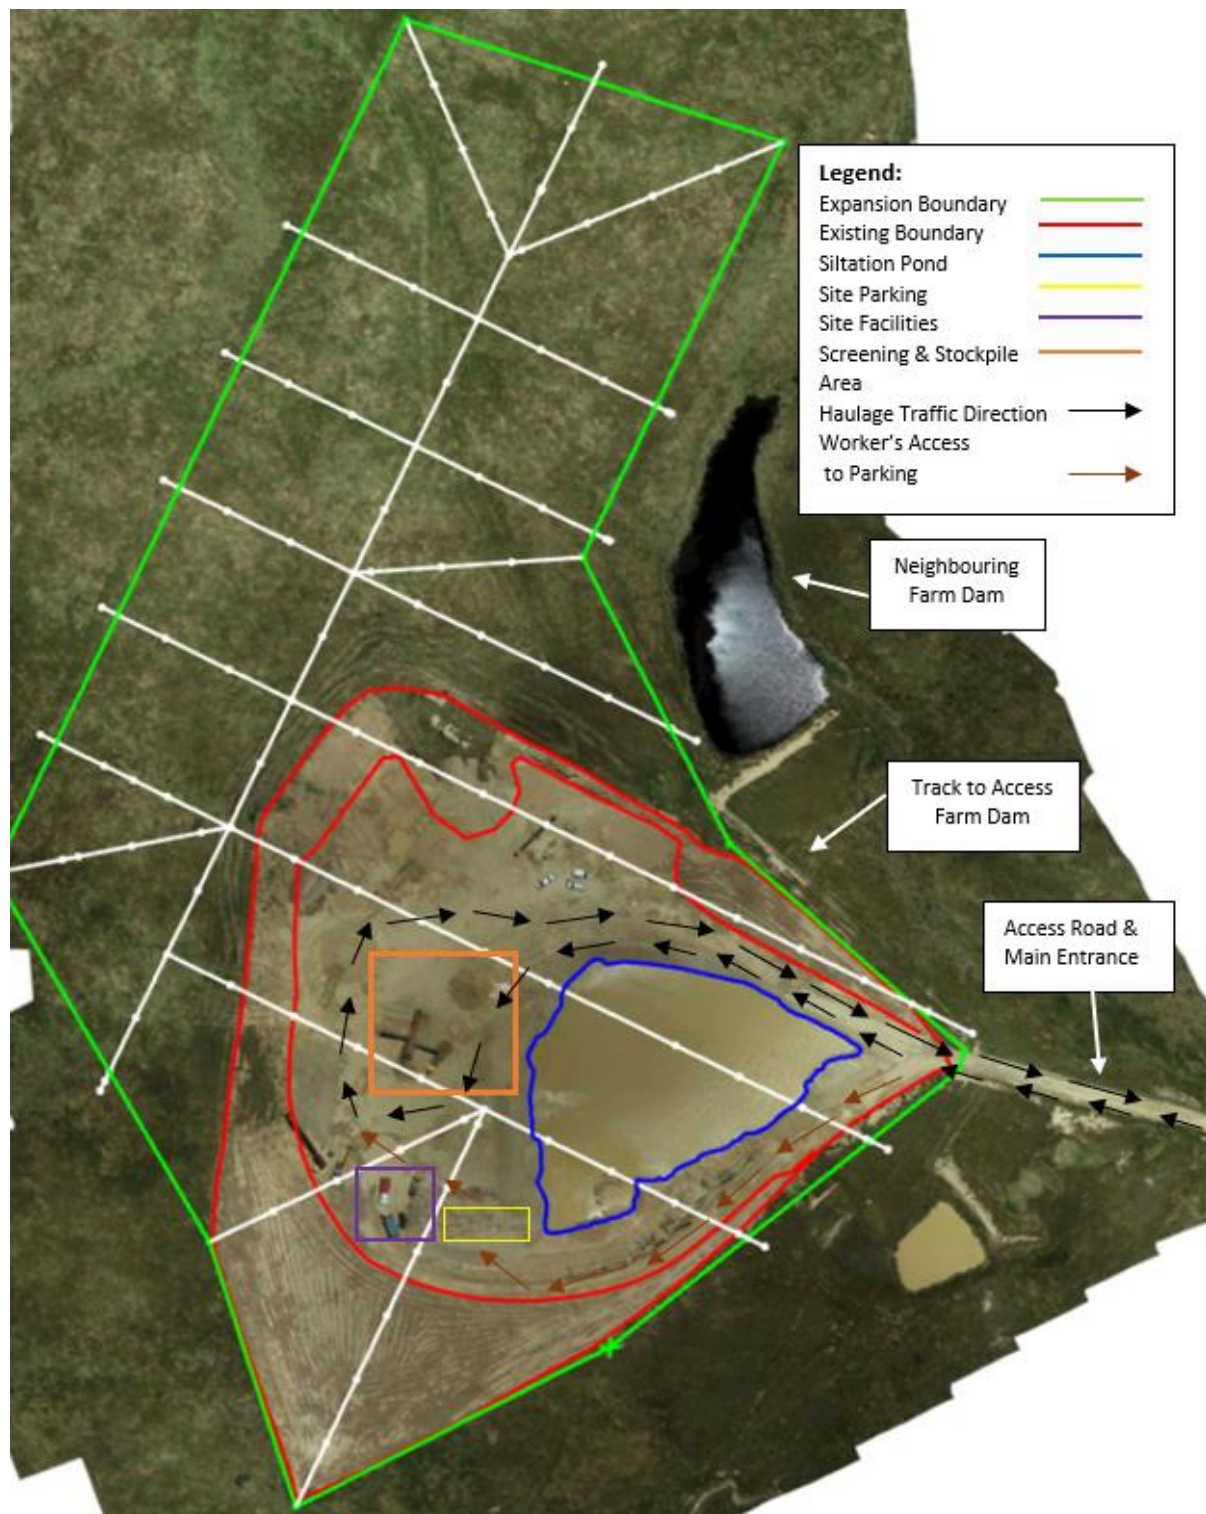 Legend:
Expansion Boundary
Existing Boundary
Siltation Pond
Site Parking
Site Facilities
Screening & Stockpile
Area
Haulage Traffic Direction
Worker's Access
to Parking
Neighbouring
Farm Dam
Track to Access
Farm Dam
Access Road &
Main Entrance